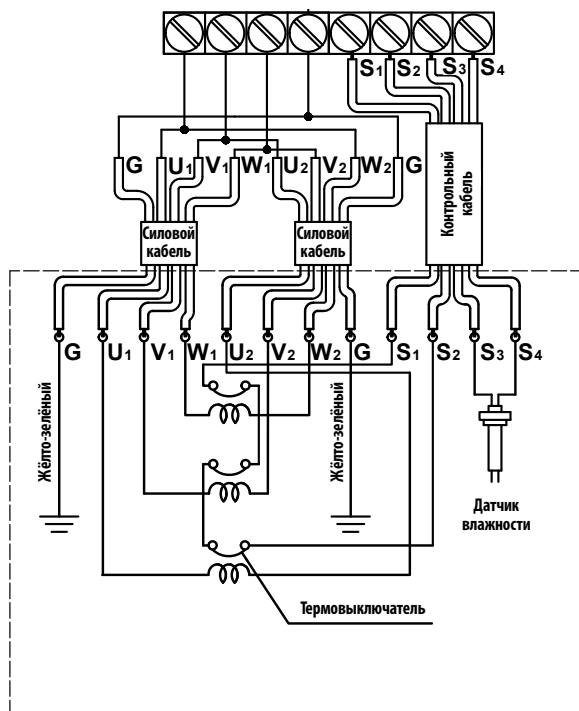 S1 S2 S3 S4
G U1 V1 W1 U2 V2 W2 G
Контрольный
кабель
Силовой
кабель
Силовой
кабель
G U1 V1 W1 U2 V2 W2 G S1 S2 S3 S4
Жёлто-зелёный
Жёлто-зелёный
Датчик
влажности
Термовыключатель